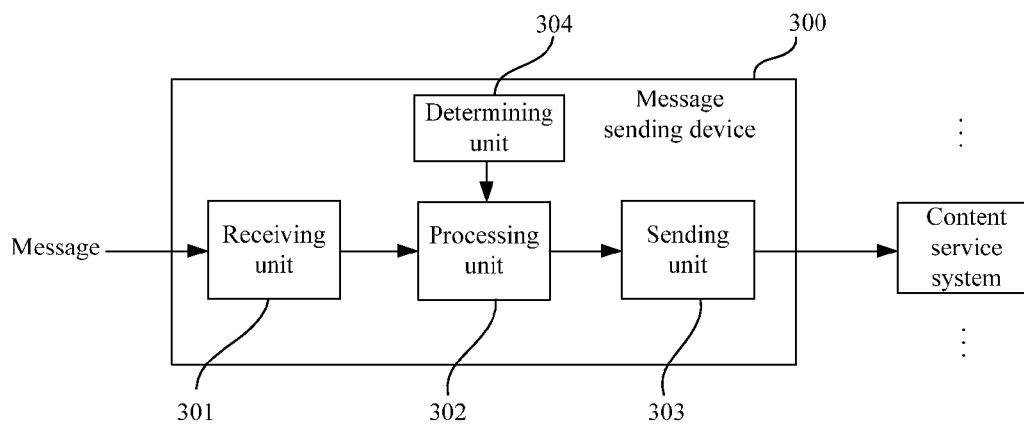 304
300
Determining
unit
Message
sending device
Message
Receiving
unit
Processing
unit
Sending
unit
Content
service
system
301
302
303